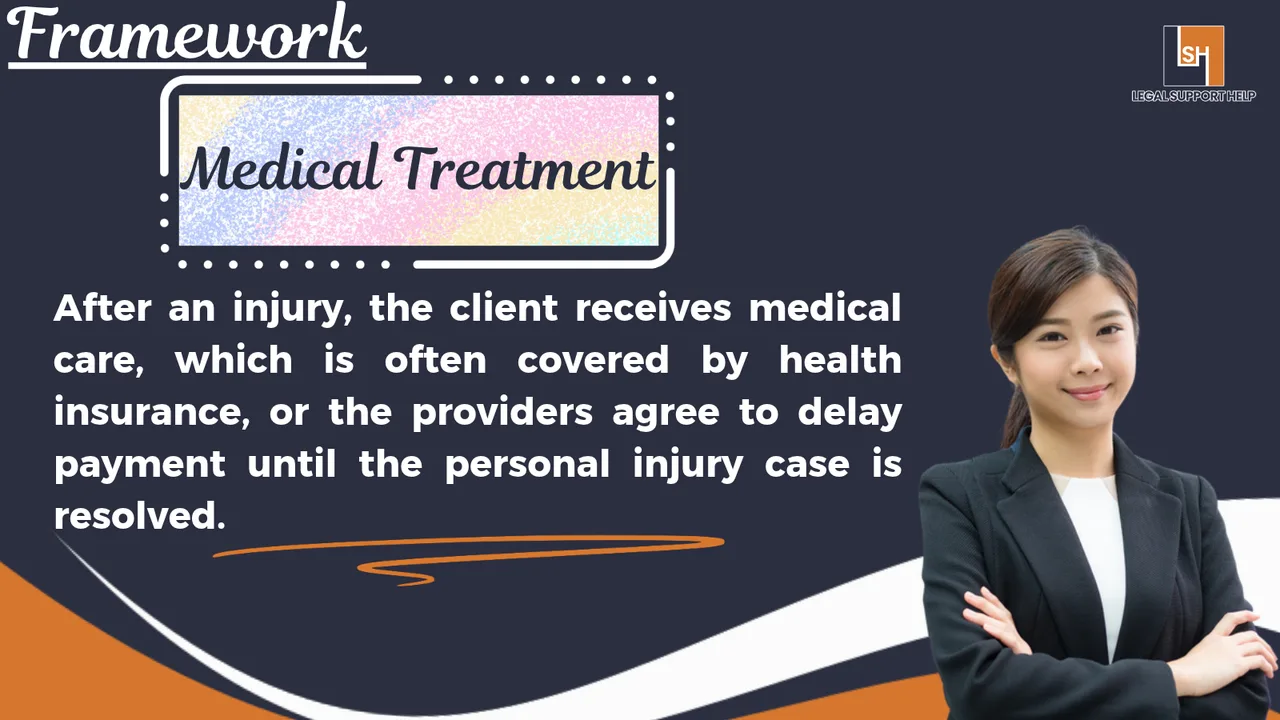 Framework
LSH
LEGAL SUPPORT HELP
Medical Treatment
After an injury, the client receives medical
care, which is often covered by health
insurance, or the providers agree to delay
payment until the personal injury case is
resolved.